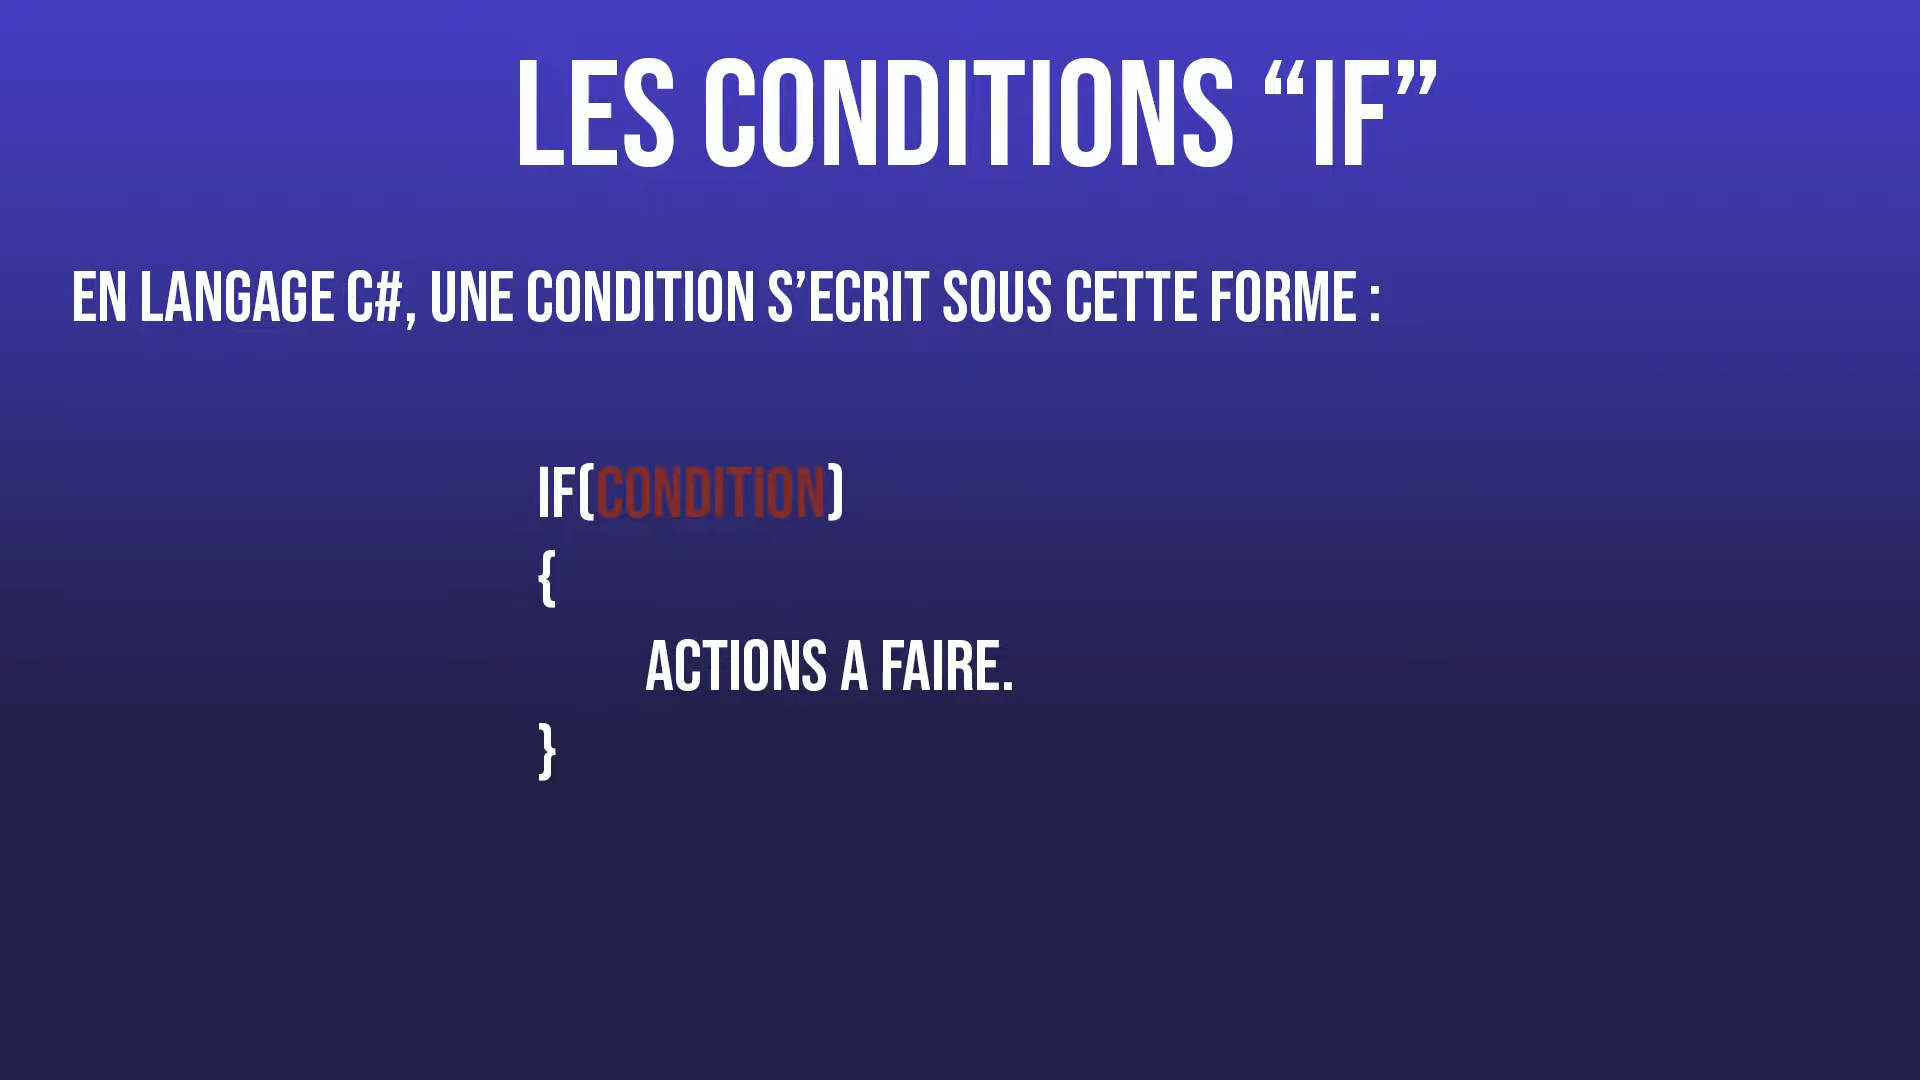 LES CONDITIONS “IF”
EN LANGAGE C#, UNE CONDITION S’ECRIT SOUS CETTE FORME :
IF(CONDITION)
{
ACTIONS A FAIRE.
}